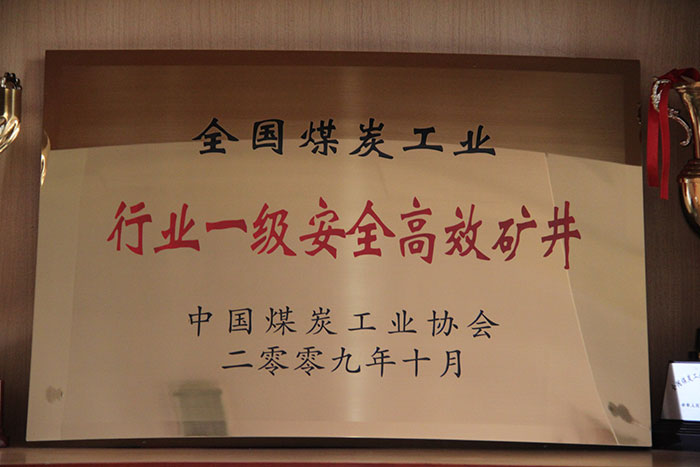 全国煤炭工业
行业一级安全高效矿井
中国煤炭工业协会
二零零九年十月